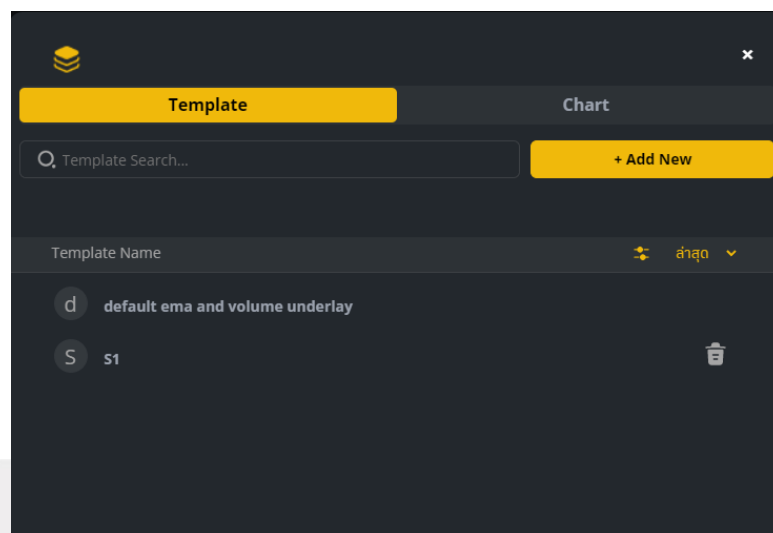 Template
Chart
Template Search...
+ Add New
Template Name
ล่าสุด
d
default ema and volume underlay
S
S1